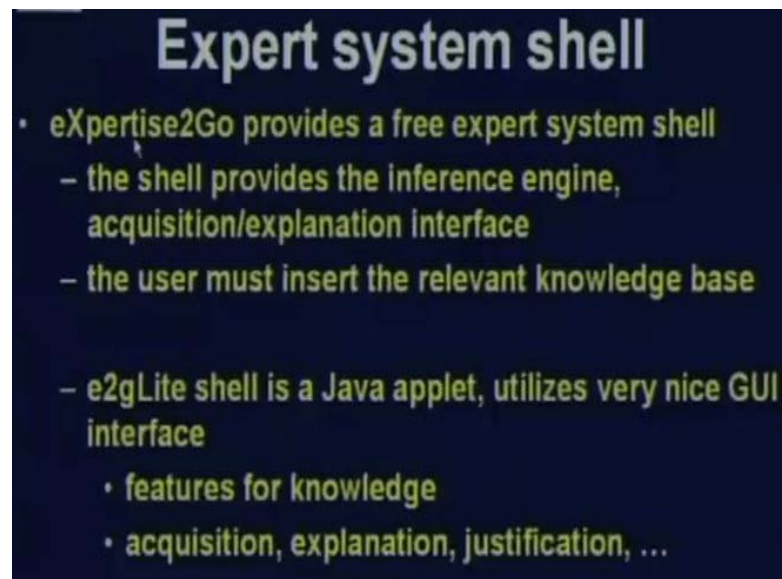 Expert system shell
• eXpertise2Go provides a free expert system shell
– the shell provides the inference engine,
acquisition/explanation interface
– the user must insert the relevant knowledge base
– e2gLite shell is a Java applet, utilizes very nice GUI
interface
• features for knowledge
• acquisition, explanation, justification, ...